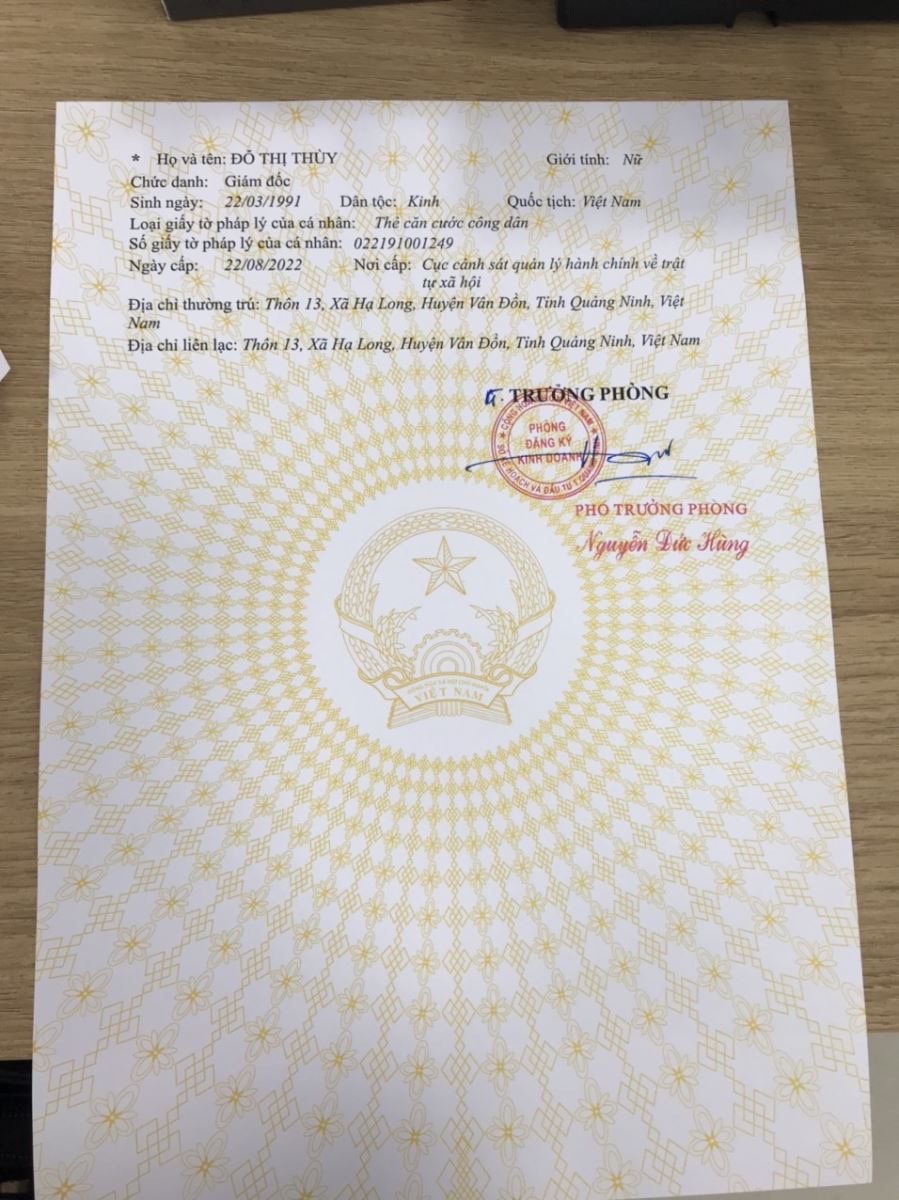 * Họ và tên: ĐỖ THỊ THÙY Giới tính: Nữ
Chức danh: Giám đốc
Sinh ngày: 22/03/1991 Dân tộc: Kinh Quốc tịch: Việt Nam
Loại giấy tờ pháp lý của cá nhân: Thẻ căn cước công dân
Số giấy tờ pháp lý của cá nhân: 022191001249
Ngày cấp: 22/08/2022 Nơi cấp: Cục cảnh sát quản lý hành chính về trật
tự xã hội
Địa chỉ thường trú: Thôn 13, Xã Hạ Long, Huyện Vân Đồn, Tỉnh Quảng Ninh, Việt
Nam
Địa chỉ liên lạc: Thôn 13, Xã Hạ Long, Huyện Vân Đồn, Tỉnh Quảng Ninh, Việt Nam
TRƯỞNG PHÒNG
PHÒNG
ĐĂNG KÝ
KINH DOANH
PHÓ TRƯỞNG PHÒNG
Nguyễn Đức Hùng
VIỆT NAM